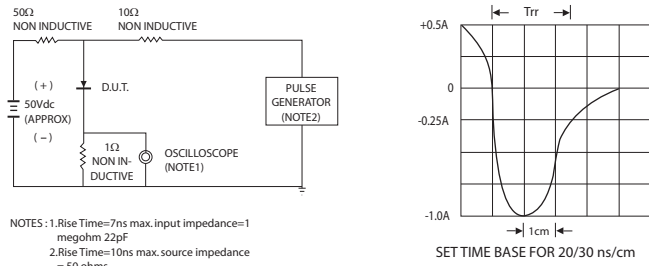 50Ω
NON INDUCTIVE
10Ω
NON INDUCTIVE
(+)
50Vdc
(APPROX)
(−)
D.U.T.
1Ω
NON IN-
DUCTIVE
OSCILLOSCOPE
(NOTE1)
PULSE
GENERATOR
(NOTE2)
NOTES : 1.Rise Time=7ns max. input impedance=1
megohm 22pF
2.Rise Time=10ns max. source impedance
= 50 ohms
Trr
+0.5A
0
-0.25A
-1.0A
1cm
SET TIME BASE FOR 20/30 ns/cm